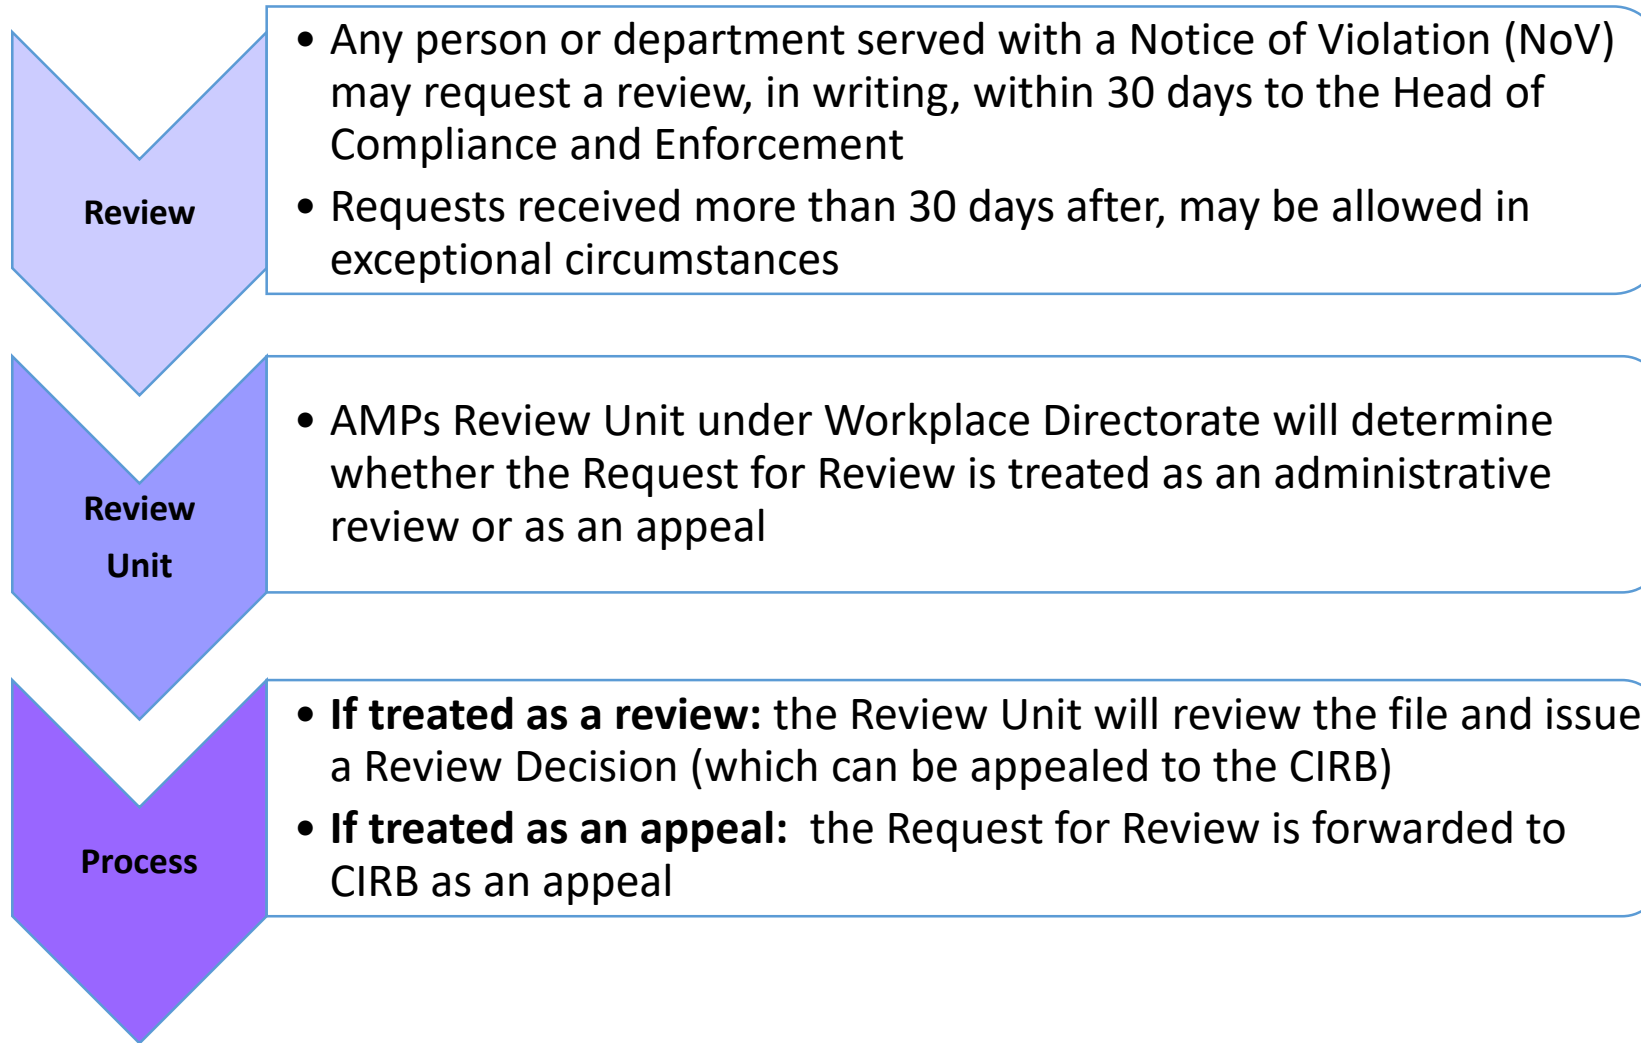 Review
• Any person or department served with a Notice of Violation (NoV)
may request a review, in writing, within 30 days to the Head of
Compliance and Enforcement
• Requests received more than 30 days after, may be allowed in
exceptional circumstances
Review
Unit
• AMPs Review Unit under Workplace Directorate will determine
whether the Request for Review is treated as an administrative
review or as an appeal
Process
• If treated as a review: the Review Unit will review the file and issue
a Review Decision (which can be appealed to the CIRB)
• If treated as an appeal:  the Request for Review is forwarded to
CIRB as an appeal